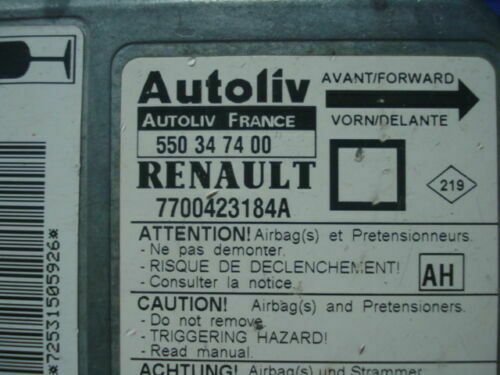 Autoliv
AVANT/FORWARD
AUTOLIV FRANCE
VORN/DELANTE
550 34 74 00
RENAULT
219
7700423184A
ATTENTION! Airbag(s) et Pretensionneurs.
- Ne pas demonter.
- RISQUE DE DECLENCHEMENT!
- Consulter la notice.
AH
CAUTION! Airbag(s) and Pretensioners.
- Do not remove.
- TRIGGERING HAZARD!
- Read manual.
ACHTUNG! Airbag(s) und Strammer.
*72531505926*